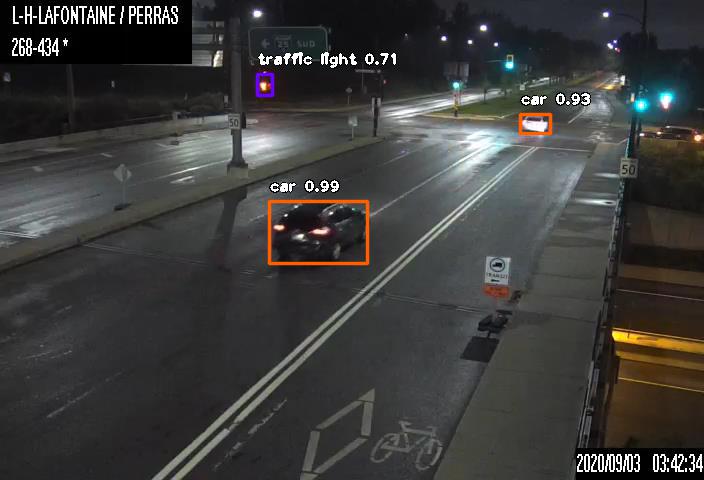 L-H-LAFONTAINE / PERRAS
268-434 *
25 SUD
traffic light 0.71
car 0.93
50
50
car 0.99
TRANSIT
2020/09/03 03:42:34